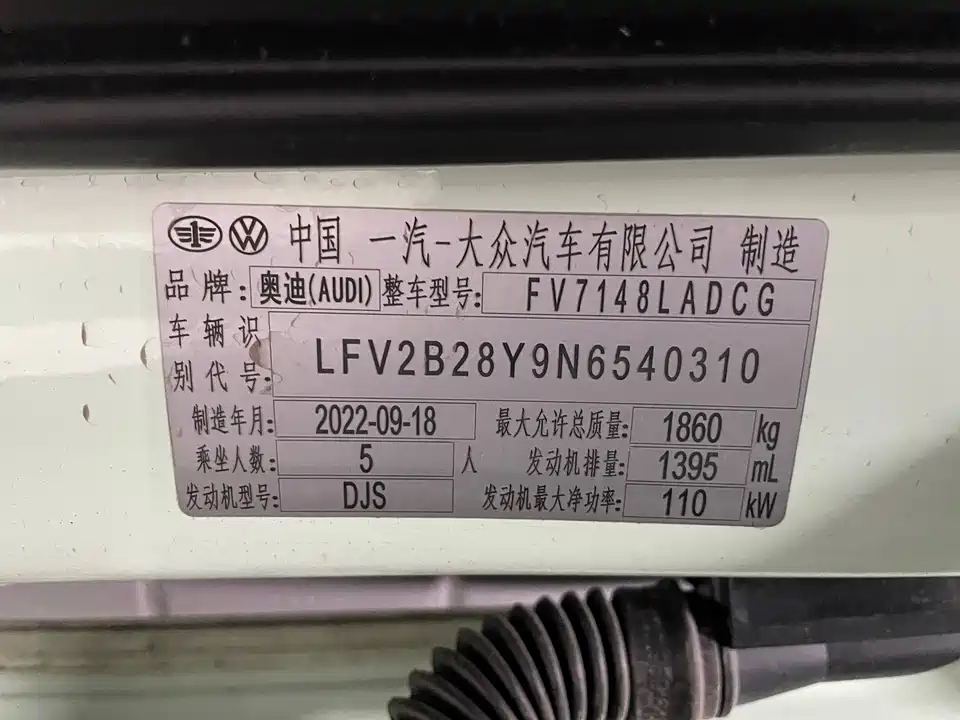 中国 一汽-大众汽车有限公司 制造
品牌: 奥迪(AUDI) 整车型号: FV7148LADCG
车辆识别代号: LFV2B28Y9N6540310
制造年月: 2022-09-18 最大允许总质量: 1860 kg
乘坐人数: 5 人 发动机排量: 1395 mL
发动机型号: DJS 发动机最大净功率: 110 kW